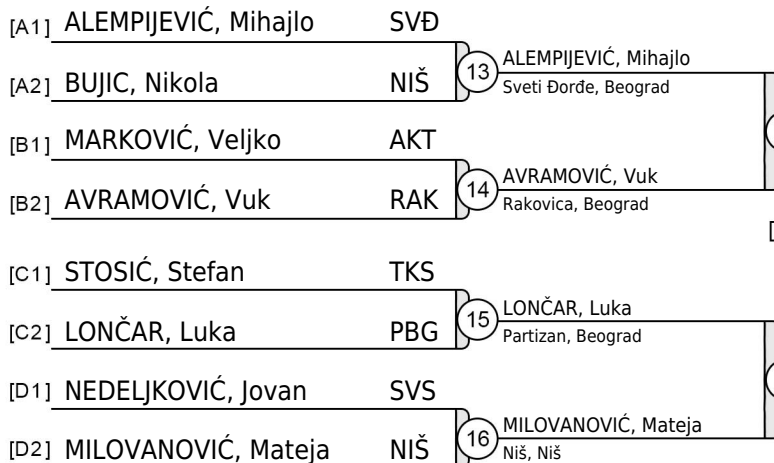 [A1] ALEMPIJEVIĆ, Mihajlo SVĐ
13 ALEMPIJEVIĆ, Mihajlo
Sveti Đorđe, Beograd
[A2] BUJIC, Nikola NIŠ
[B1] MARKOVIĆ, Veljko AKT
14 AVRAMOVIĆ, Vuk
Rakovica, Beograd
[B2] AVRAMOVIĆ, Vuk RAK
[
[C1] STOSIĆ, Stefan TKS
15 LONČAR, Luka
Partizan, Beograd
[C2] LONČAR, Luka PBG
[D1] NEDELJKOVIĆ, Jovan SVS
16 MILOVANOVIĆ, Mateja
Niš, Niš
[D2] MILOVANOVIĆ, Mateja NIŠ